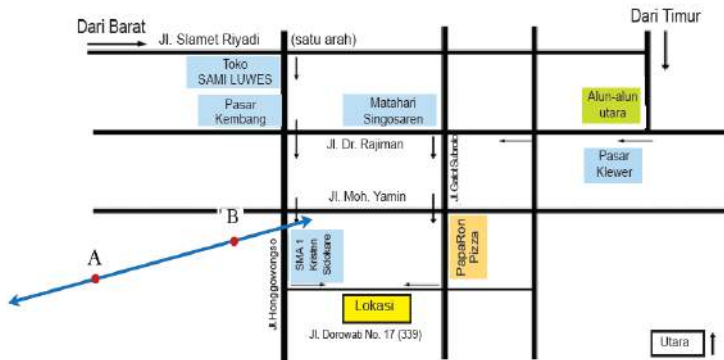 Dari Barat
Jl. Slamet Riyadi
(satu arah)
Dari Timur
Toko
SAMI LUWES
Pasar
Kembang
Matahari
Singosaren
Alun-alun
utara
Jl. Dr. Rajiman
Jl. Gatot Subroto
Pasar
Klewer
Jl. Moh. Yamin
B
A
Jl. Honggowongso
SMA 1
Kristen
Sidokare
PapaRon
Pizza
Lokasi
Jl. Dorowati No. 17 (339)
Utara